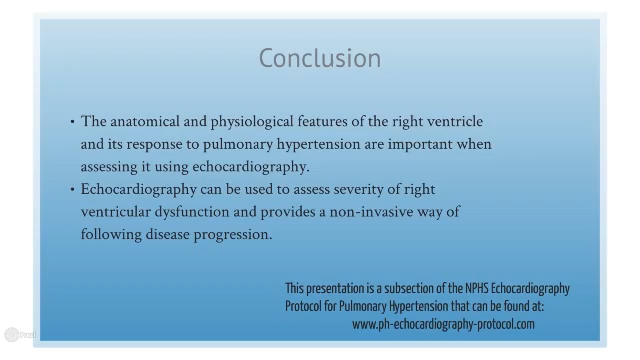 Conclusion
• The anatomical and physiological features of the right ventricle
and its response to pulmonary hypertension are important when
assessing it using echocardiography.
• Echocardiography can be used to assess severity of right
ventricular dysfunction and provides a non-invasive way of
following disease progression.
This presentation is a subsection of the NPHS Echocardiography
Protocol for Pulmonary Hypertension that can be found at:
www.ph-echocardiography-protocol.com